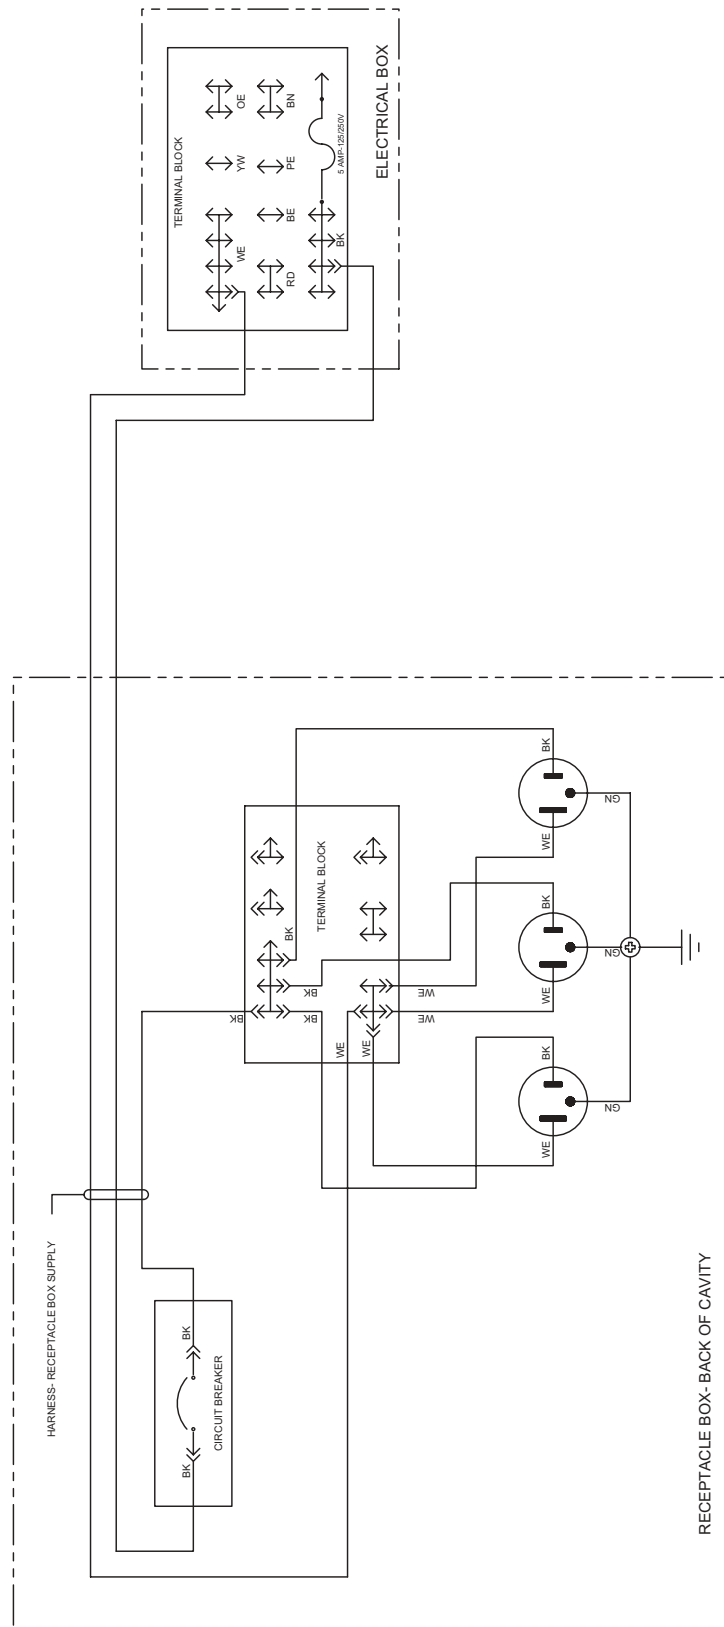 ELECTRICAL BOX
TERMINAL BLOCK
OE
BN
YW
PE
5 AMP-125/250V
BE
WE
BK
RD
BK
WE
GN
TERMINAL BLOCK
BK
BK
WE
GN
BK
BK
WE
WE
BK
WE
WE
BK
WE
GN
HARNESS- RECEPTACLE BOX SUPPLY
BK
CIRCUIT BREAKER
BK
RECEPTACLE BOX- BACK OF CAVITY